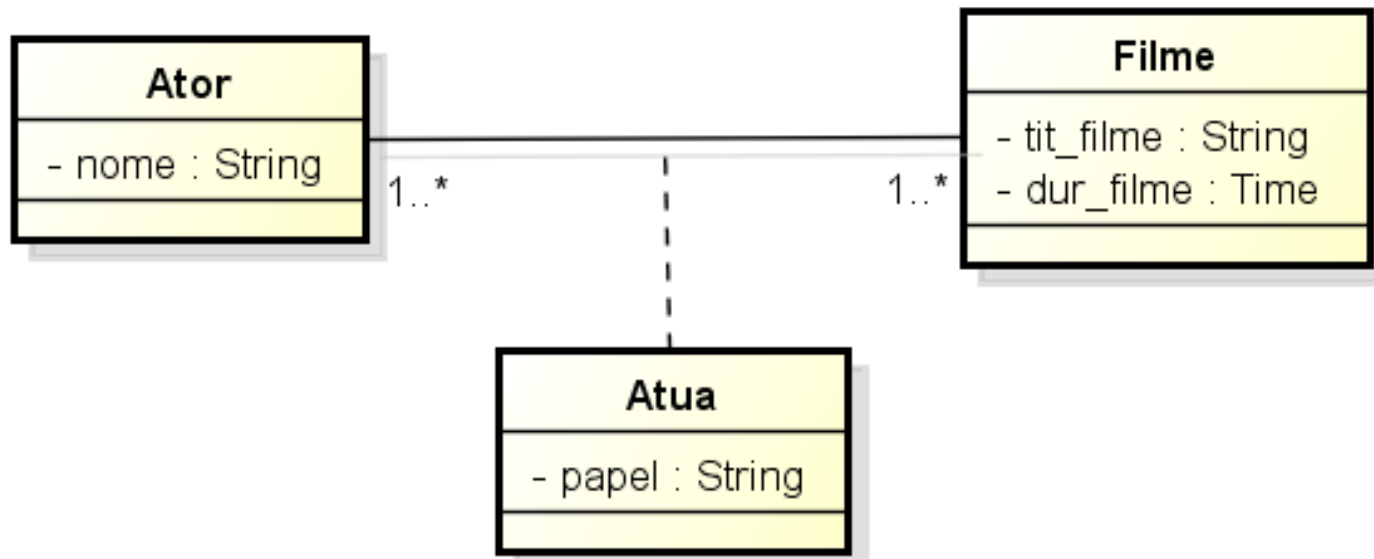 Ator
- nome : String
1..*
1..*
Filme
- tit_filme : String
- dur_filme : Time
Atua
- papel : String